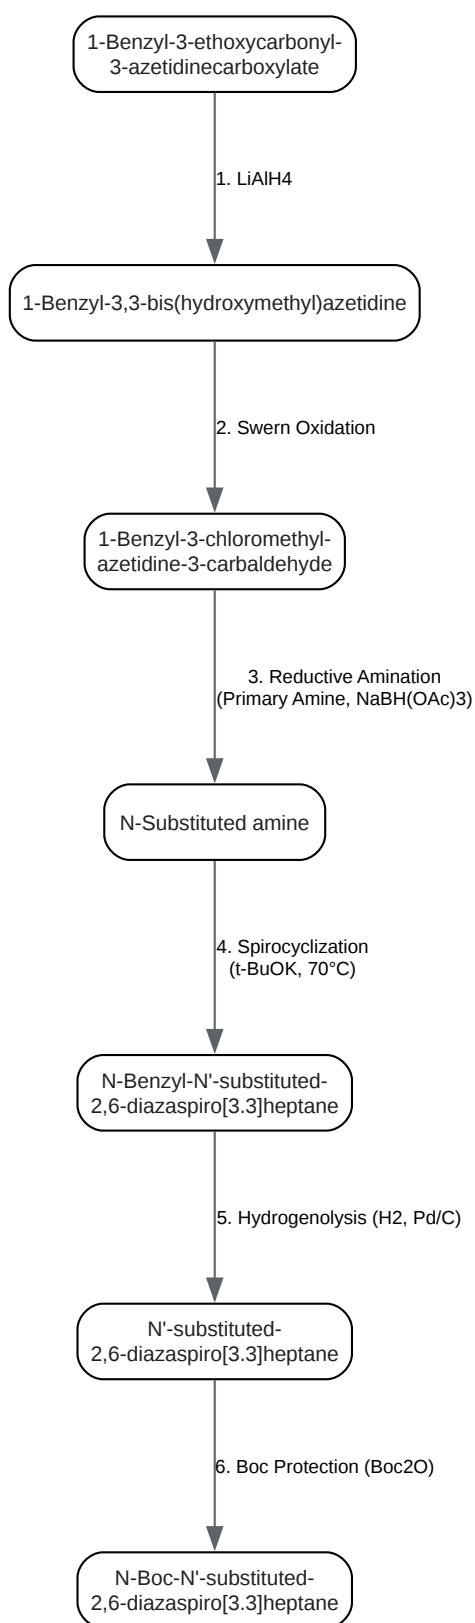 1-Benzyl-3-ethoxycarbonyl-
3-azetidinecarboxylate
1. LiAlH4
1-Benzyl-3,3-bis(hydroxymethyl)azetidine
2. Swern Oxidation
1-Benzyl-3-chloromethyl-
azetidine-3-carbaldehyde
3. Reductive Amination
(Primary Amine, NaBH(OAc)3)
N-Substituted amine
4. Spirocyclization
(t-BuOK, 70°C)
N-Benzyl-N'-substituted-
2,6-diazaspiro[3.3]heptane
5. Hydrogenolysis (H2, Pd/C)
N'-substituted-
2,6-diazaspiro[3.3]heptane
6. Boc Protection (Boc2O)
N-Boc-N'-substituted-
2,6-diazaspiro[3.3]heptane